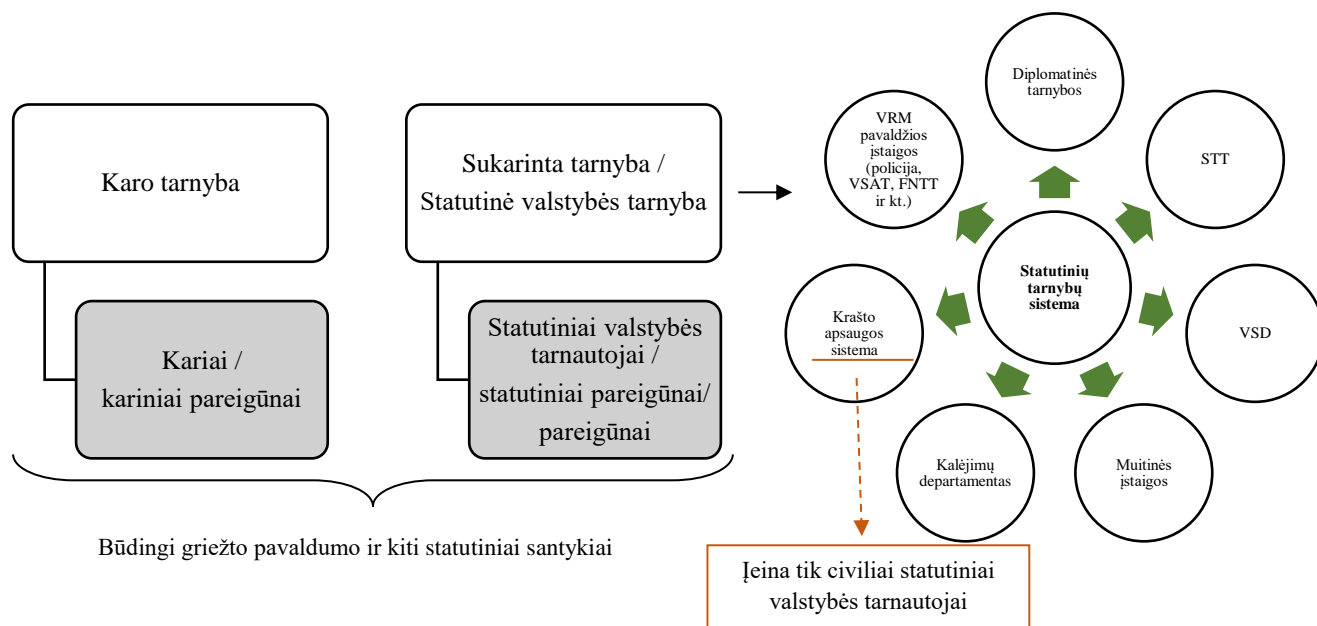 Karo tarnyba
Kariai /
kariniai pareigūnai
Sukarinta tarnyba /
Statutinė valstybės tarnyba
Statutiniai valstybės
tarnautojai /
statutiniai pareigūnai/
pareigūnai
Būdingi griežto pavaldumo ir kiti statutiniai santykiai
Statutinių
tarnybų
sistema
Diplomatinės
tarnybos
STT
VSD
Muitinės
įstaigos
Kalėjimų
departamentas
Krašto
apsaugos
sistema
VRM
pavaldžios
įstaigos
(policija,
VSAT, FNTT
ir kt.)
Įeina tik civiliai statutiniai
valstybės tarnautojai